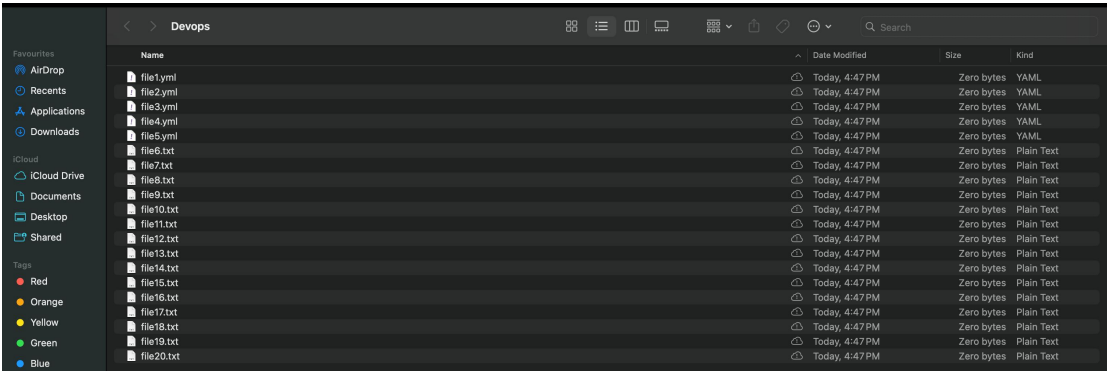 Devops
Search
Favourites
AirDrop
Recents
Applications
Downloads
iCloud
iCloud Drive
Documents
Desktop
Shared
Tags
Red
Orange
Yellow
Green
Blue
Name Date Modified Size Kind
file1.yml Today, 4:47 PM Zero bytes YAML
file2.yml Today, 4:47 PM Zero bytes YAML
file3.yml Today, 4:47 PM Zero bytes YAML
file4.yml Today, 4:47 PM Zero bytes YAML
file5.yml Today, 4:47 PM Zero bytes YAML
file6.txt Today, 4:47 PM Zero bytes Plain Text
file7.txt Today, 4:47 PM Zero bytes Plain Text
file8.txt Today, 4:47 PM Zero bytes Plain Text
file9.txt Today, 4:47 PM Zero bytes Plain Text
file10.txt Today, 4:47 PM Zero bytes Plain Text
file11.txt Today, 4:47 PM Zero bytes Plain Text
file12.txt Today, 4:47 PM Zero bytes Plain Text
file13.txt Today, 4:47 PM Zero bytes Plain Text
file14.txt Today, 4:47 PM Zero bytes Plain Text
file15.txt Today, 4:47 PM Zero bytes Plain Text
file16.txt Today, 4:47 PM Zero bytes Plain Text
file17.txt Today, 4:47 PM Zero bytes Plain Text
file18.txt Today, 4:47 PM Zero bytes Plain Text
file19.txt Today, 4:47 PM Zero bytes Plain Text
file20.txt Today, 4:47 PM Zero bytes Plain Text